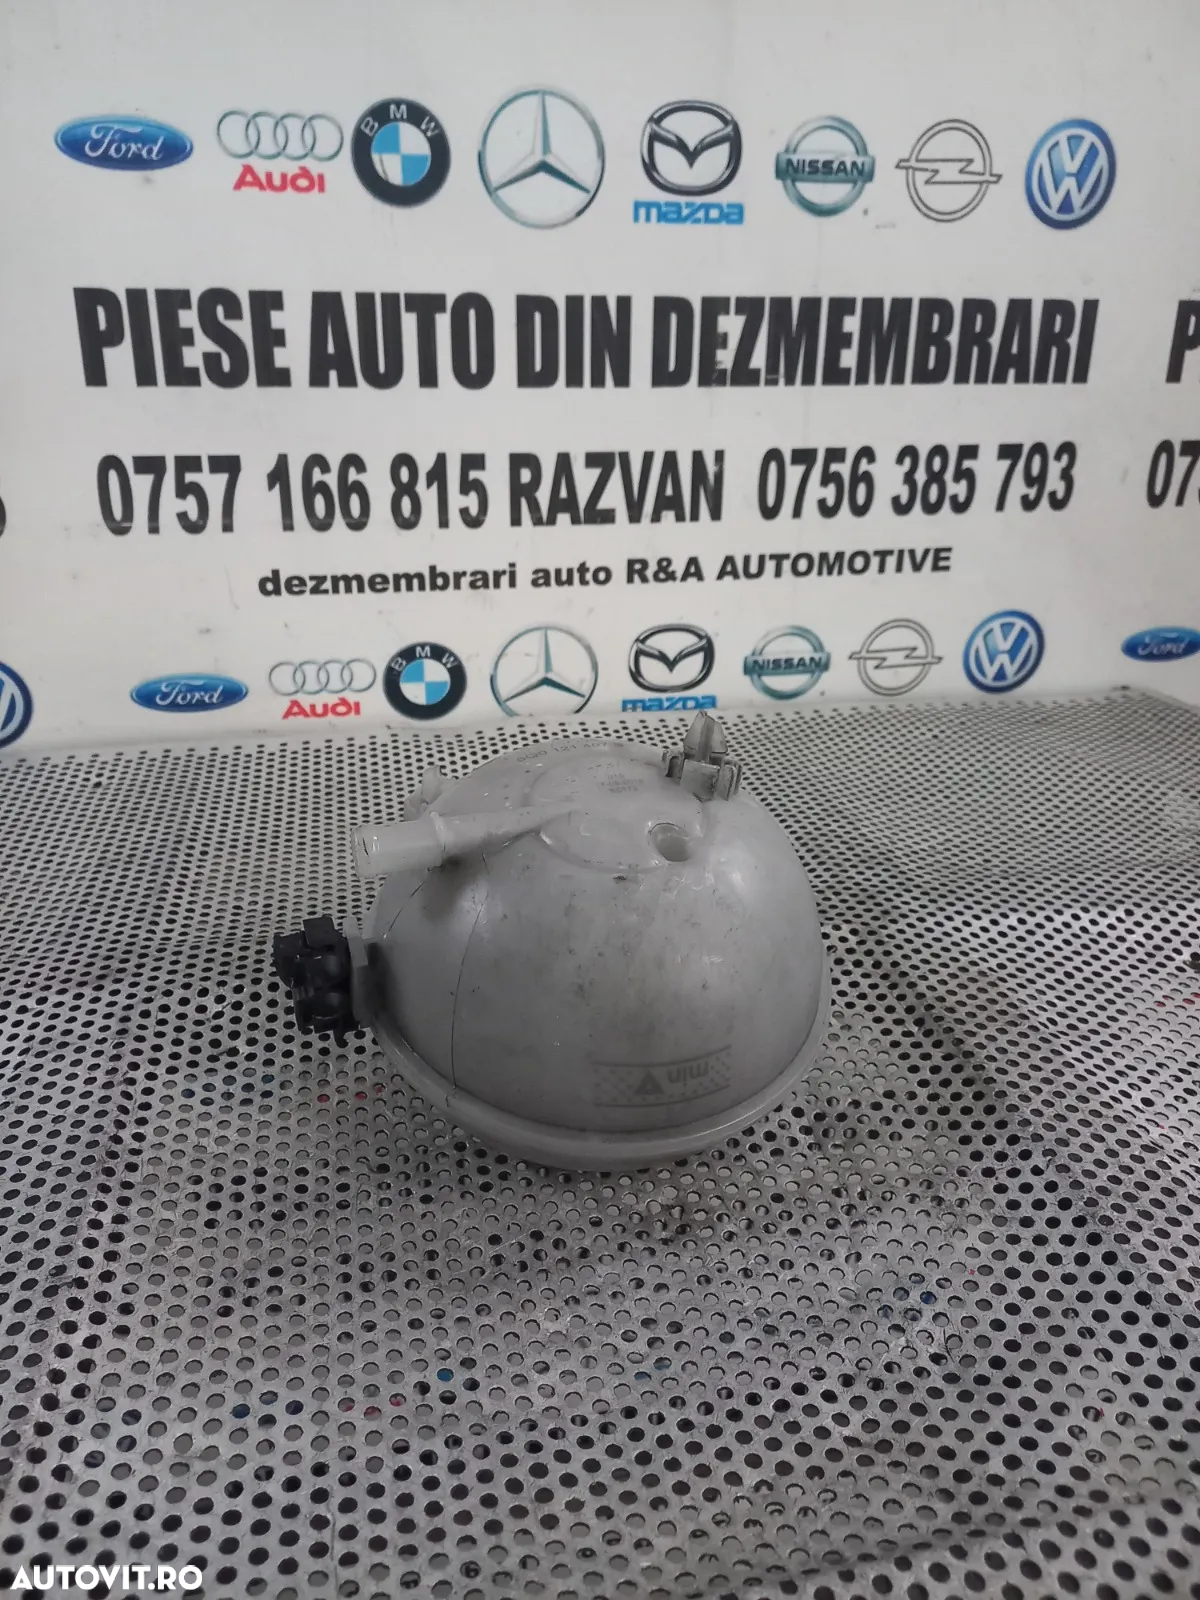 Ford Audi BMW mazda NISSAN
PIESE AUTO DIN DEZMEMBRARI P
0757 166 815 RAZVAN 0756 385 793 07
dezmembrari auto R&A AUTOMOTIVE
Ford Audi BMW mazda NISSAN Ford
min
AUTOVIT.RO